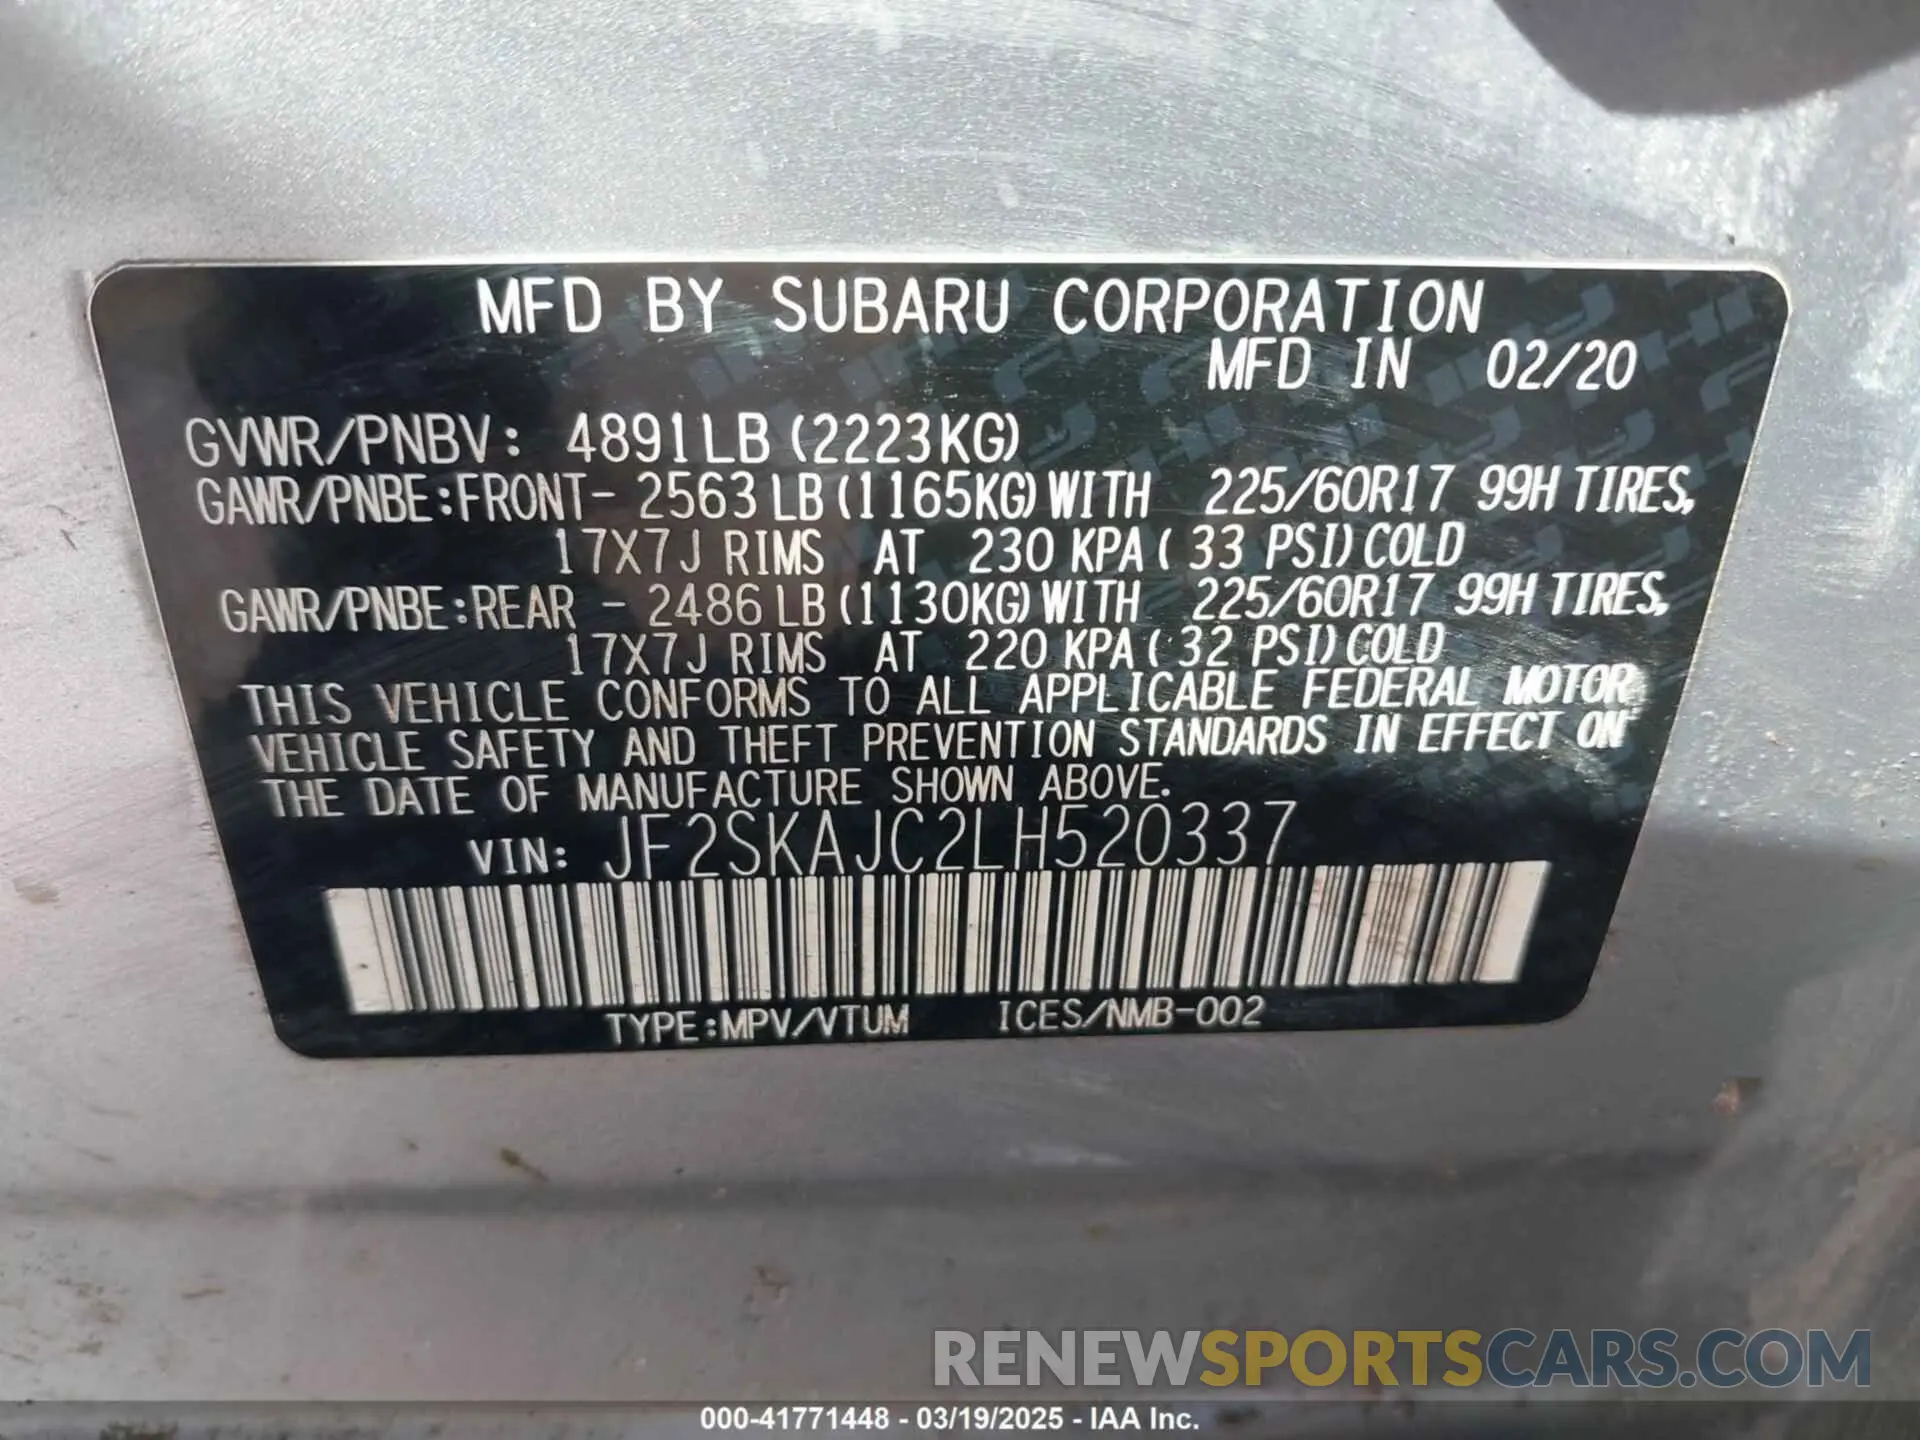 MFD BY SUBARU CORPORATION
MFD IN 02/20
GVWR/PNBV: 4891LB (2223KG)
GAWR/PNBE:FRONT- 2563LB (1165KG) WITH 225/60R17 99H TIRES,
17X7J RIMS AT 230 KPA ( 33 PSI) COLD
GAWR/PNBE:REAR - 2486LB (1130KG) WITH 225/60R17 99H TIRES,
17X7J RIMS AT 220 KPA ( 32 PSI) COLD
THIS VEHICLE CONFORMS TO ALL APPLICABLE FEDERAL MOTOR
VEHICLE SAFETY AND THEFT PREVENTION STANDARDS IN EFFECT ON
THE DATE OF MANUFACTURE SHOWN ABOVE.
VIN: JF2SKAJC2LH520337
TYPE:MPV/VTUM ICES/NMB-002
RENEWSPORTSCARS.COM
000-41771448 - 03/19/2025 - IAA Inc.